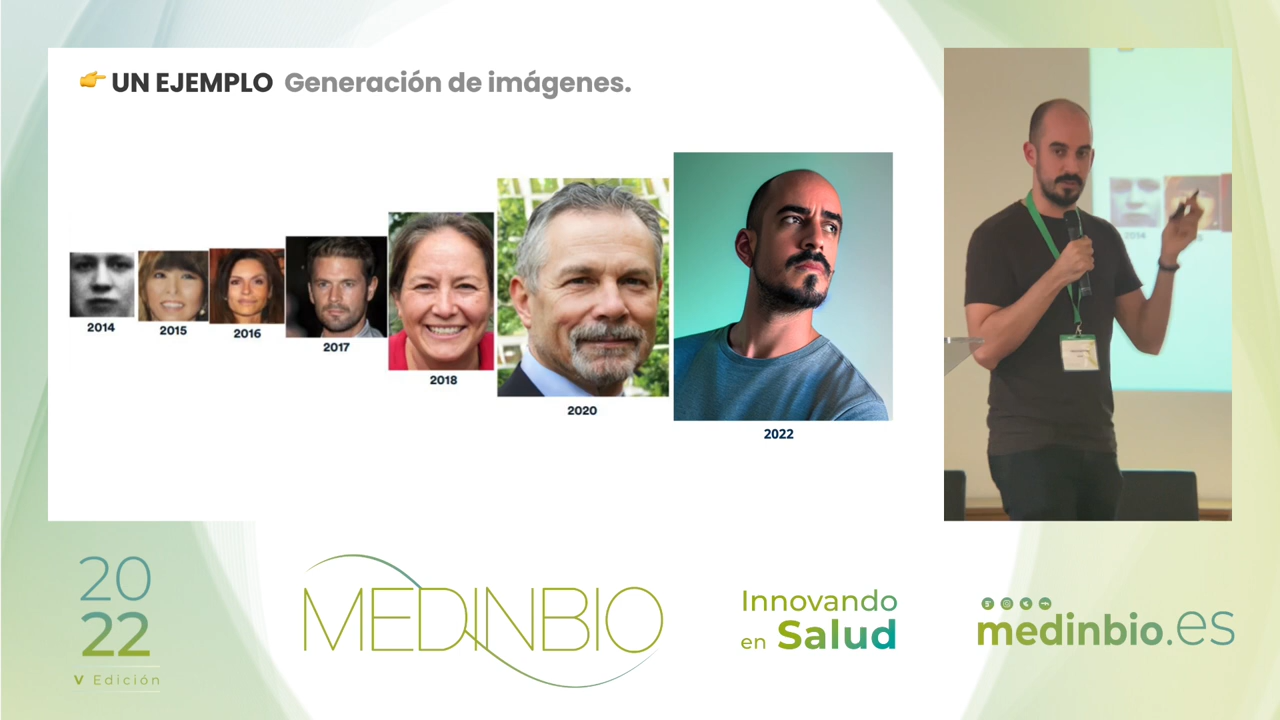 👉 UN EJEMPLO Generación de imágenes.
2014
2015
2016
2017
2018
2020
2022
2014
20
22
V Edición
MEDINBIO
Innovando
en Salud
medinbio.es